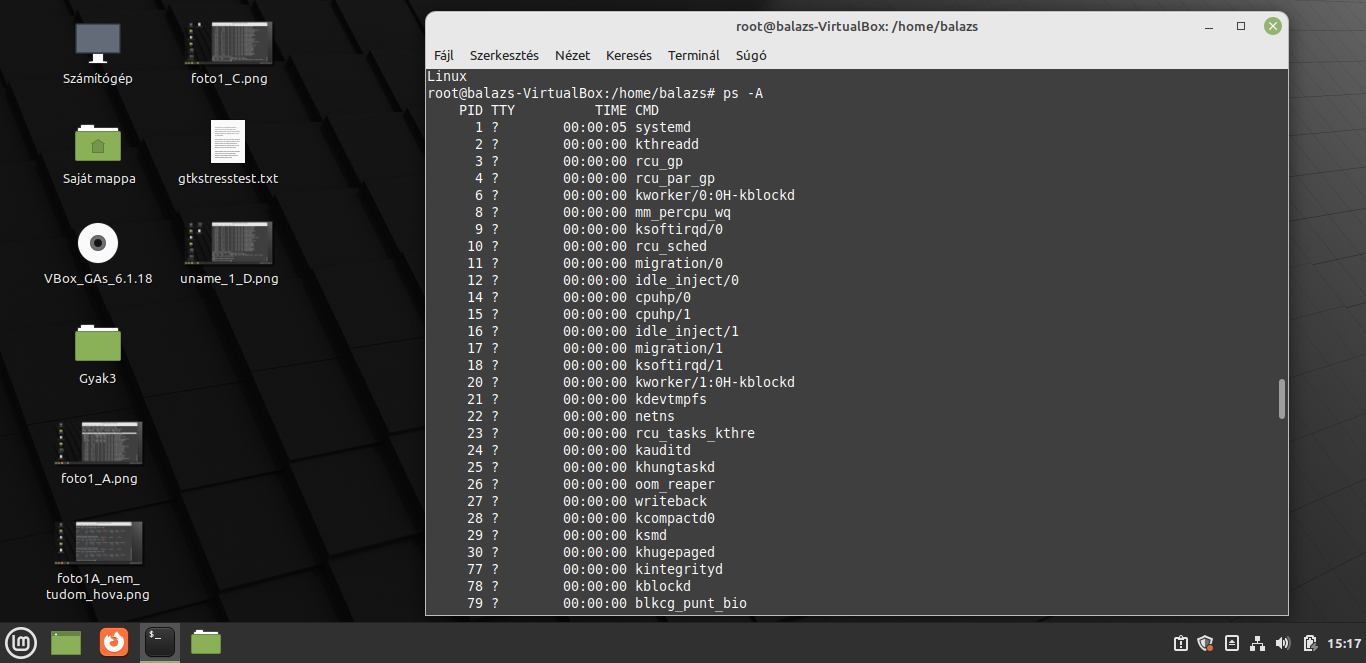 Számítógép
foto1_C.png
Saját mappa
gtkstresstest.txt
VBox_GAs_6.1.18
uname_1_D.png
Gyak3
foto1_A.png
foto1A_nem_
tudom_hova.png
root@balazs-VirtualBox: /home/balazs
Fájl Szerkesztés Nézet Keresés Terminál Súgó
Linux
root@balazs-VirtualBox:/home/balazs# ps -A
    PID TTY          TIME CMD
      1 ?        00:00:05 systemd
      2 ?        00:00:00 kthreadd
      3 ?        00:00:00 rcu_gp
      4 ?        00:00:00 rcu_par_gp
      6 ?        00:00:00 kworker/0:0H-kblockd
      8 ?        00:00:00 mm_percpu_wq
      9 ?        00:00:00 ksoftirqd/0
     10 ?        00:00:00 rcu_sched
     11 ?        00:00:00 migration/0
     12 ?        00:00:00 idle_inject/0
     14 ?        00:00:00 cpuhp/0
     15 ?        00:00:00 cpuhp/1
     16 ?        00:00:00 idle_inject/1
     17 ?        00:00:00 migration/1
     18 ?        00:00:00 ksoftirqd/1
     20 ?        00:00:00 kworker/1:0H-kblockd
     21 ?        00:00:00 kdevtmpfs
     22 ?        00:00:00 netns
     23 ?        00:00:00 rcu_tasks_kthre
     24 ?        00:00:00 kauditd
     25 ?        00:00:00 khungtaskd
     26 ?        00:00:00 oom_reaper
     27 ?        00:00:00 writeback
     28 ?        00:00:00 kcompactd0
     29 ?        00:00:00 ksmd
     30 ?        00:00:00 khugepaged
     77 ?        00:00:00 kintegrityd
     78 ?        00:00:00 kblockd
     79 ?        00:00:00 blkcg_punt_bio
$_
15:17